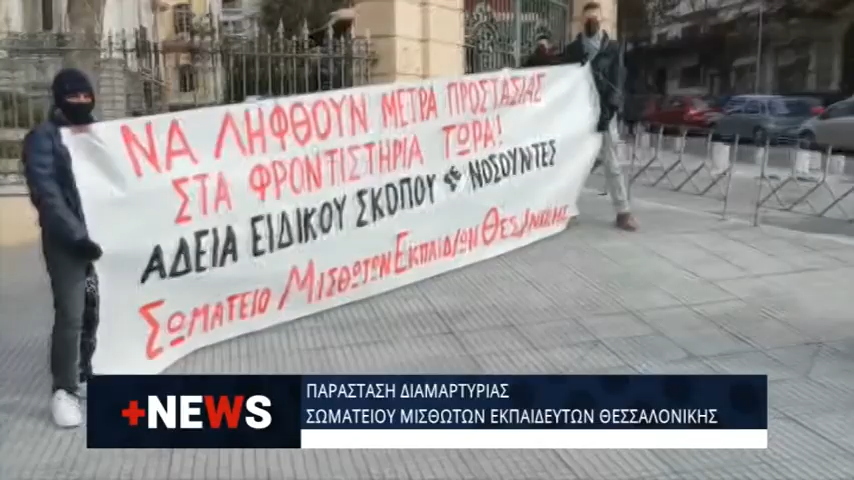 ΝΑ ΛΗΦΘΟΥΝ ΜΕΤΡΑ ΠΡΟΣΤΑΣΙΑΣ
ΣΤΑ ΦΡΟΝΤΙΣΤΗΡΙΑ ΤΩΡΑ!
ΑΔΕΙΑ ΕΙΔΙΚΟΥ ΣΚΟΠΟΥ ΣΕ ΝΟΣΟΥΝΤΕΣ
ΣΩΜΑΤΕΙΟ ΜΙΣΘΩΤΩΝ ΕΚΠΑΙΔ/ΩΝ ΘΕΣ/ΝΙΚΗΣ
+NEWS
ΠΑΡΑΣΤΑΣΗ ΔΙΑΜΑΡΤΥΡΙΑΣ
ΣΩΜΑΤΕΙΟΥ ΜΙΣΘΩΤΩΝ ΕΚΠΑΙΔΕΥΤΩΝ ΘΕΣΣΑΛΟΝΙΚΗΣ